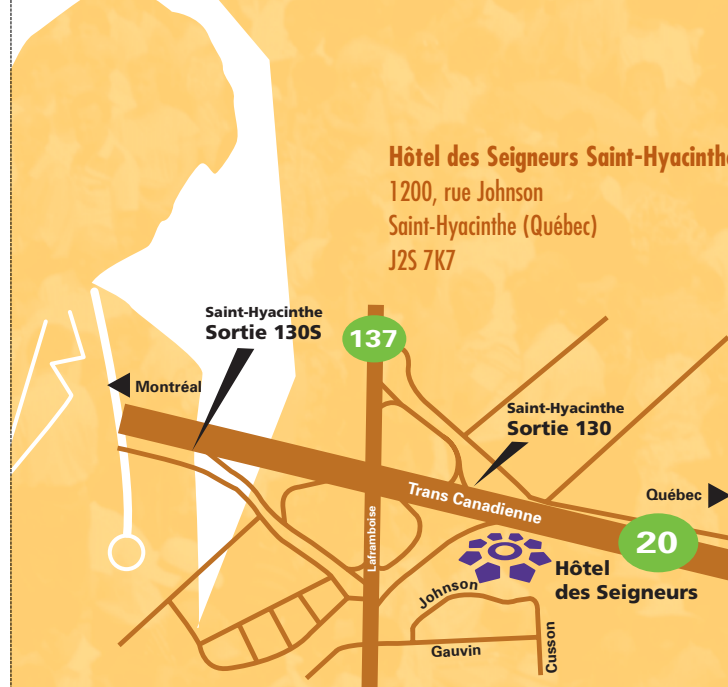 Hôtel des Seigneurs Saint-Hyacinthe
1200, rue Johnson
Saint-Hyacinthe (Québec)
J2S 7K7
Saint-Hyacinthe
Sortie 130S
137
Montréal
Saint-Hyacinthe
Sortie 130
Trans Canadienne
Québec
Laframboise
20
Hôtel
des Seigneurs
Johnson
Gauvin
Cusson